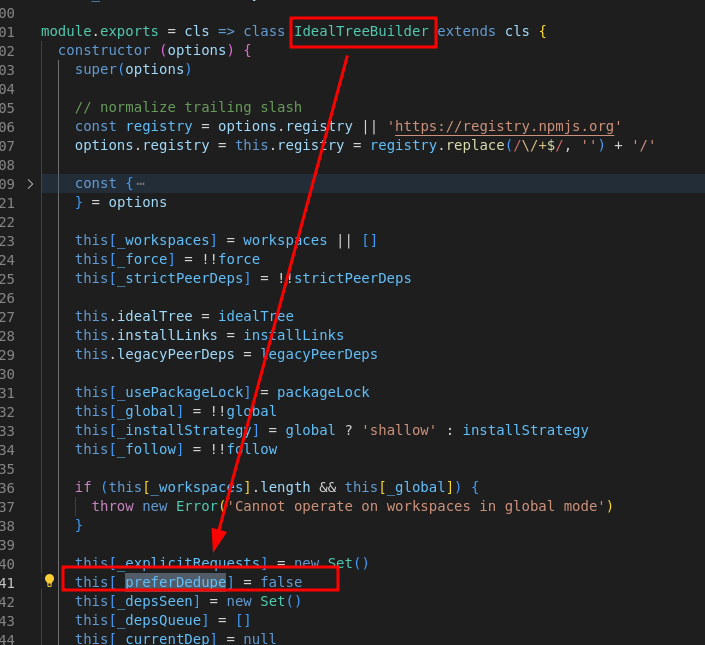 00
01 module.exports = cls => class IdealTreeBuilder extends cls {
02 constructor (options) {
03 super(options)
04
05 // normalize trailing slash
06 const registry = options.registry || 'https://registry.npmjs.org'
07 options.registry = this.registry = registry.replace(/\/+$/, '') + '/'
08
09 > const { ⋯
21 } = options
22
23 this[_workspaces] = workspaces || []
24 this[_force] = !!force
25 this[_strictPeerDeps] = !!strictPeerDeps
26
27 this.idealTree = idealTree
28 this.installLinks = installLinks
29 this.legacyPeerDeps = legacyPeerDeps
30
31 this[_usePackageLock] = packageLock
32 this[_global] = !!global
33 this[_installStrategy] = global ? 'shallow' : installStrategy
34 this[_follow] = !!follow
35
36 if (this[_workspaces].length && this[_global]) {
37 throw new Error('Cannot operate on workspaces in global mode')
38 }
39
40 this[_explicitRequests] = new Set()
41 this[_preferDedupe] = false
42 this[_depsSeen] = new Set()
43 this[_depsQueue] = []
44 this[_currentDep] = null